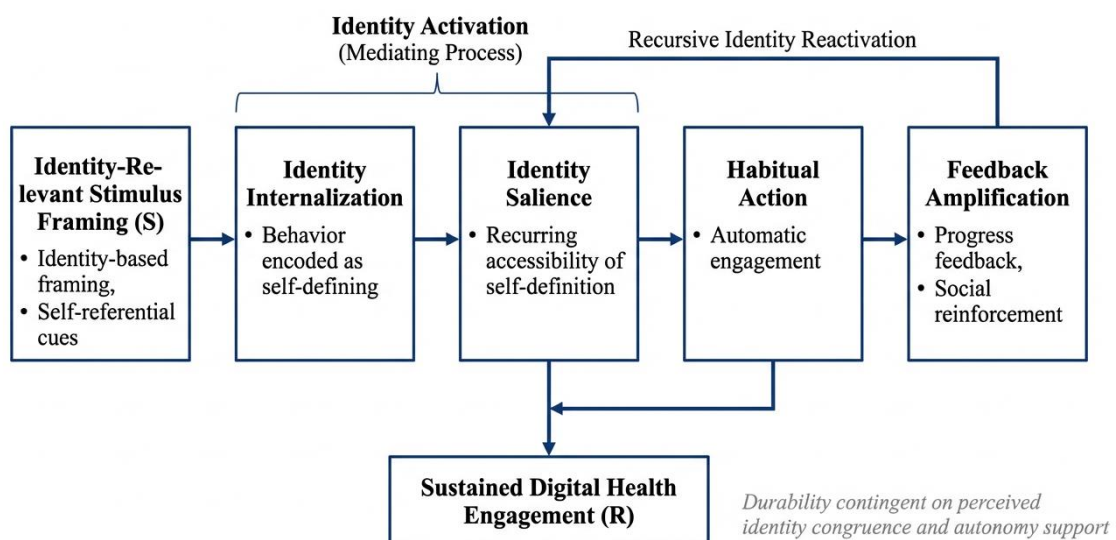 Identity Activation
(Mediating Process)
Recursive Identity Reactivation
Identity-Re-
levant Stimulus
Framing (S)
• Identity-based
framing,
• Self-referential
cues
Identity
Internalization
• Behavior
encoded as
self-defining
Identity
Salience
• Recurring
accessibility of
self-definition
Habitual
Action
• Automatic
engagement
Feedback
Amplification
• Progress
feedback,
• Social
reinforcement
Sustained Digital Health
Engagement (R)
Durability contingent on perceived
identity congruence and autonomy support